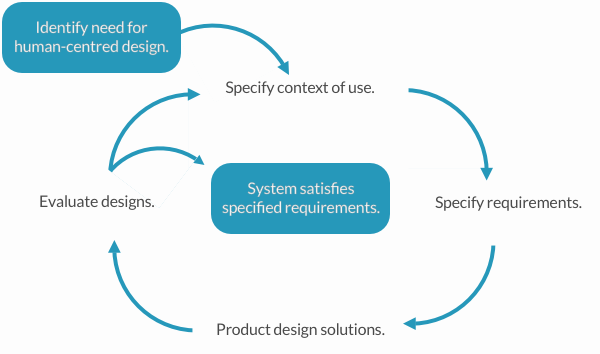 Identify need for
human-centred design.
Specify context of use.
System satisfies
specified requirements.
Evaluate designs.
Specify requirements.
Product design solutions.